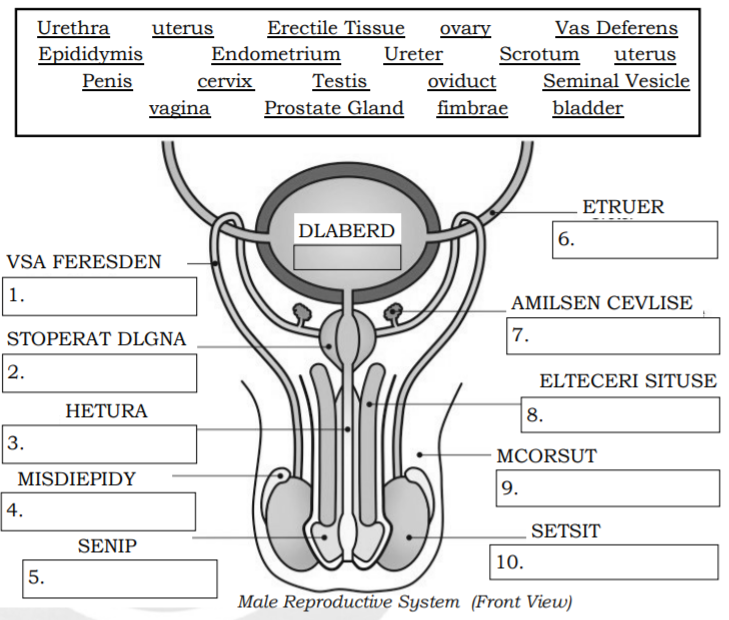 Urethra uterus Erectile Tissue ovary Vas Deferens
Epididymis Endometrium Ureter Scrotum uterus
Penis cervix Testis oviduct Seminal Vesicle
vagina Prostate Gland fimbrae bladder
DLABERD
ETRUER
6.
VSA FERESDEN
1.
AMILSEN CEVLISE
7.
STOPERAT DLGNA
2.
ELTECERI SITUSE
8.
HETURA
3.
MCORSUT
9.
MISDIEPIDY
4.
SETSIT
10.
SENIP
5.
Male Reproductive System (Front View)